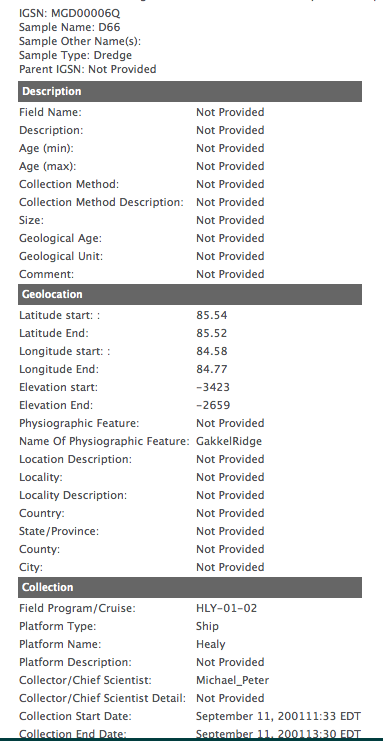 IGSN: MGD00006Q
Sample Name: D66
Sample Other Name(s):
Sample Type: Dredge
Parent IGSN: Not Provided
Description
Field Name: Not Provided
Description: Not Provided
Age (min): Not Provided
Age (max): Not Provided
Collection Method: Not Provided
Collection Method Description: Not Provided
Size: Not Provided
Geological Age: Not Provided
Geological Unit: Not Provided
Comment: Not Provided
Geolocation
Latitude start: : 85.54
Latitude End: 85.52
Longitude start: : 84.58
Longitude End: 84.77
Elevation start: -3423
Elevation End: -2659
Physiographic Feature: Not Provided
Name Of Physiographic Feature: GakkelRidge
Location Description: Not Provided
Locality: Not Provided
Locality Description: Not Provided
Country: Not Provided
State/Province: Not Provided
County: Not Provided
City: Not Provided
Collection
Field Program/Cruise: HLY-01-02
Platform Type: Ship
Platform Name: Healy
Platform Description: Not Provided
Collector/Chief Scientist: Michael_Peter
Collector/Chief Scientist Detail: Not Provided
Collection Start Date: September 11, 200111:33 EDT
Collection End Date: September 11, 200113:30 EDT